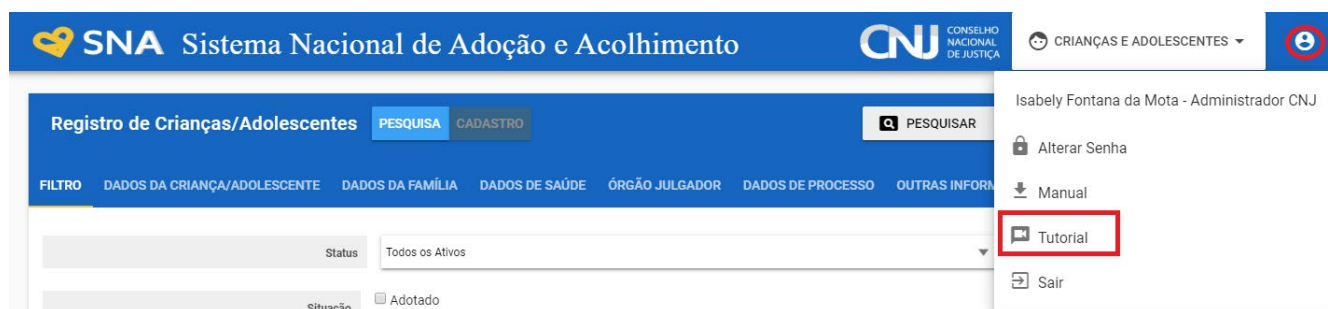 SNA Sistema Nacional de Adoção e Acolhimento
CNJ CONSELHO
NACIONAL
DE JUSTIÇA
CRIANÇAS E ADOLESCENTES
Isabely Fontana da Mota - Administrador CNJ
Alterar Senha
Manual
Tutorial
Sair
Registro de Crianças/Adolescentes PESQUISA CADASTRO PESQUISAR
FILTRO DADOS DA CRIANÇA/ADOLESCENTE DADOS DA FAMÍLIA DADOS DE SAÚDE ÓRGÃO JULGADOR DADOS DE PROCESSO OUTRAS INFORM
Status Todos os Ativos
Situação Adotado